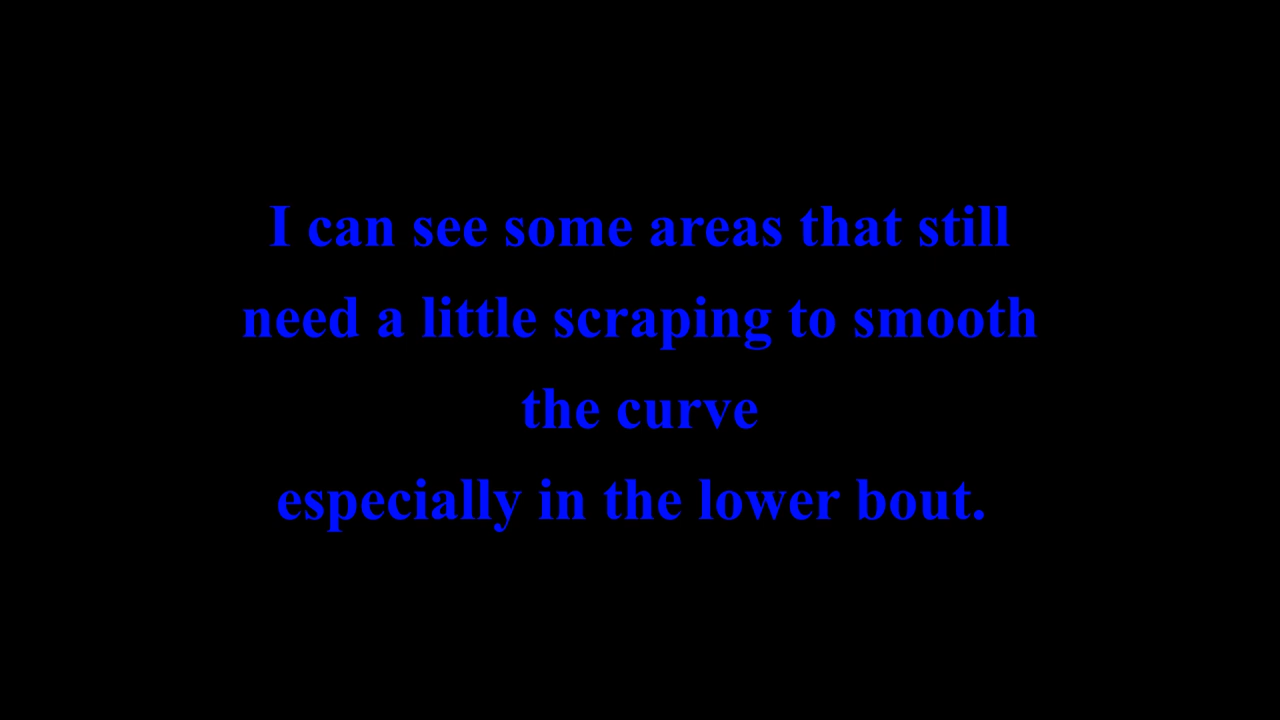 I can see some areas that still
need a little scraping to smooth
the curve
especially in the lower bout.